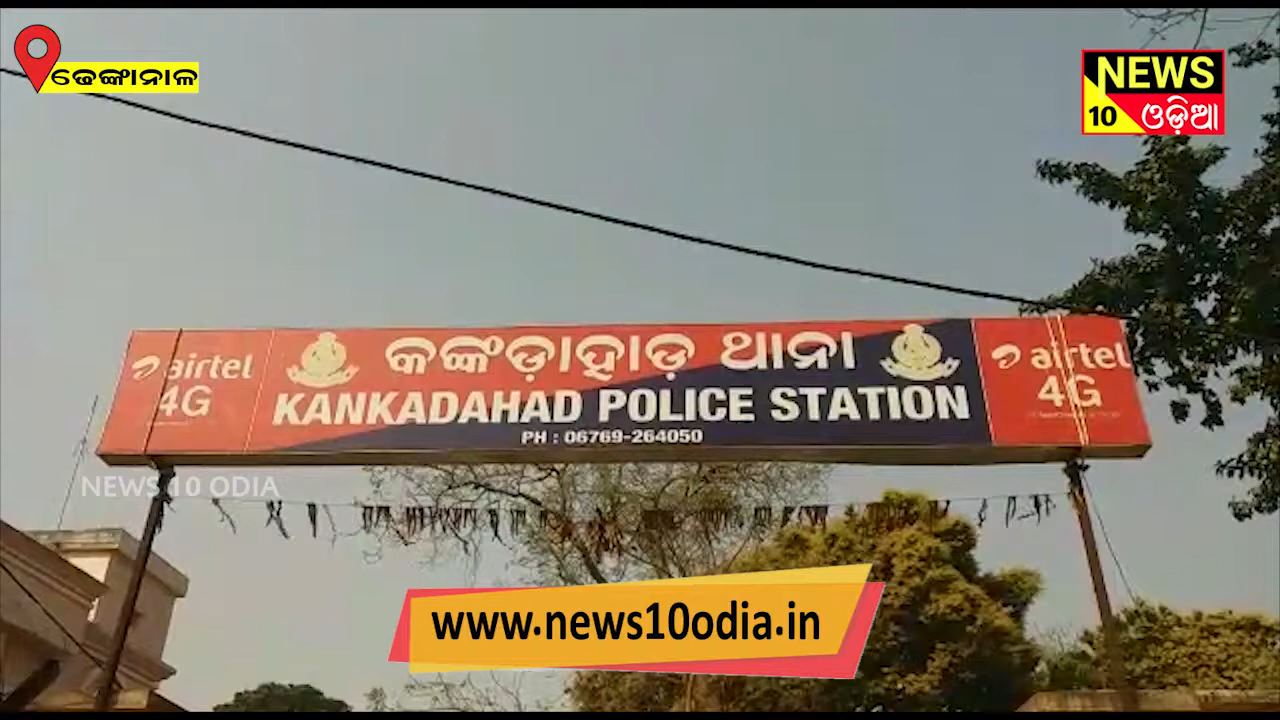 ଢେଙ୍କାନାଳ
NEWS
10 ଓଡ଼ିଆ
airtel
4G
କଙ୍କଡ଼ାହାଡ଼ ଥାନା
KANKADAHAD POLICE STATION
PH : 06769-264050
airtel
4G
NEWS 10 ODIA
www.news10odia.in